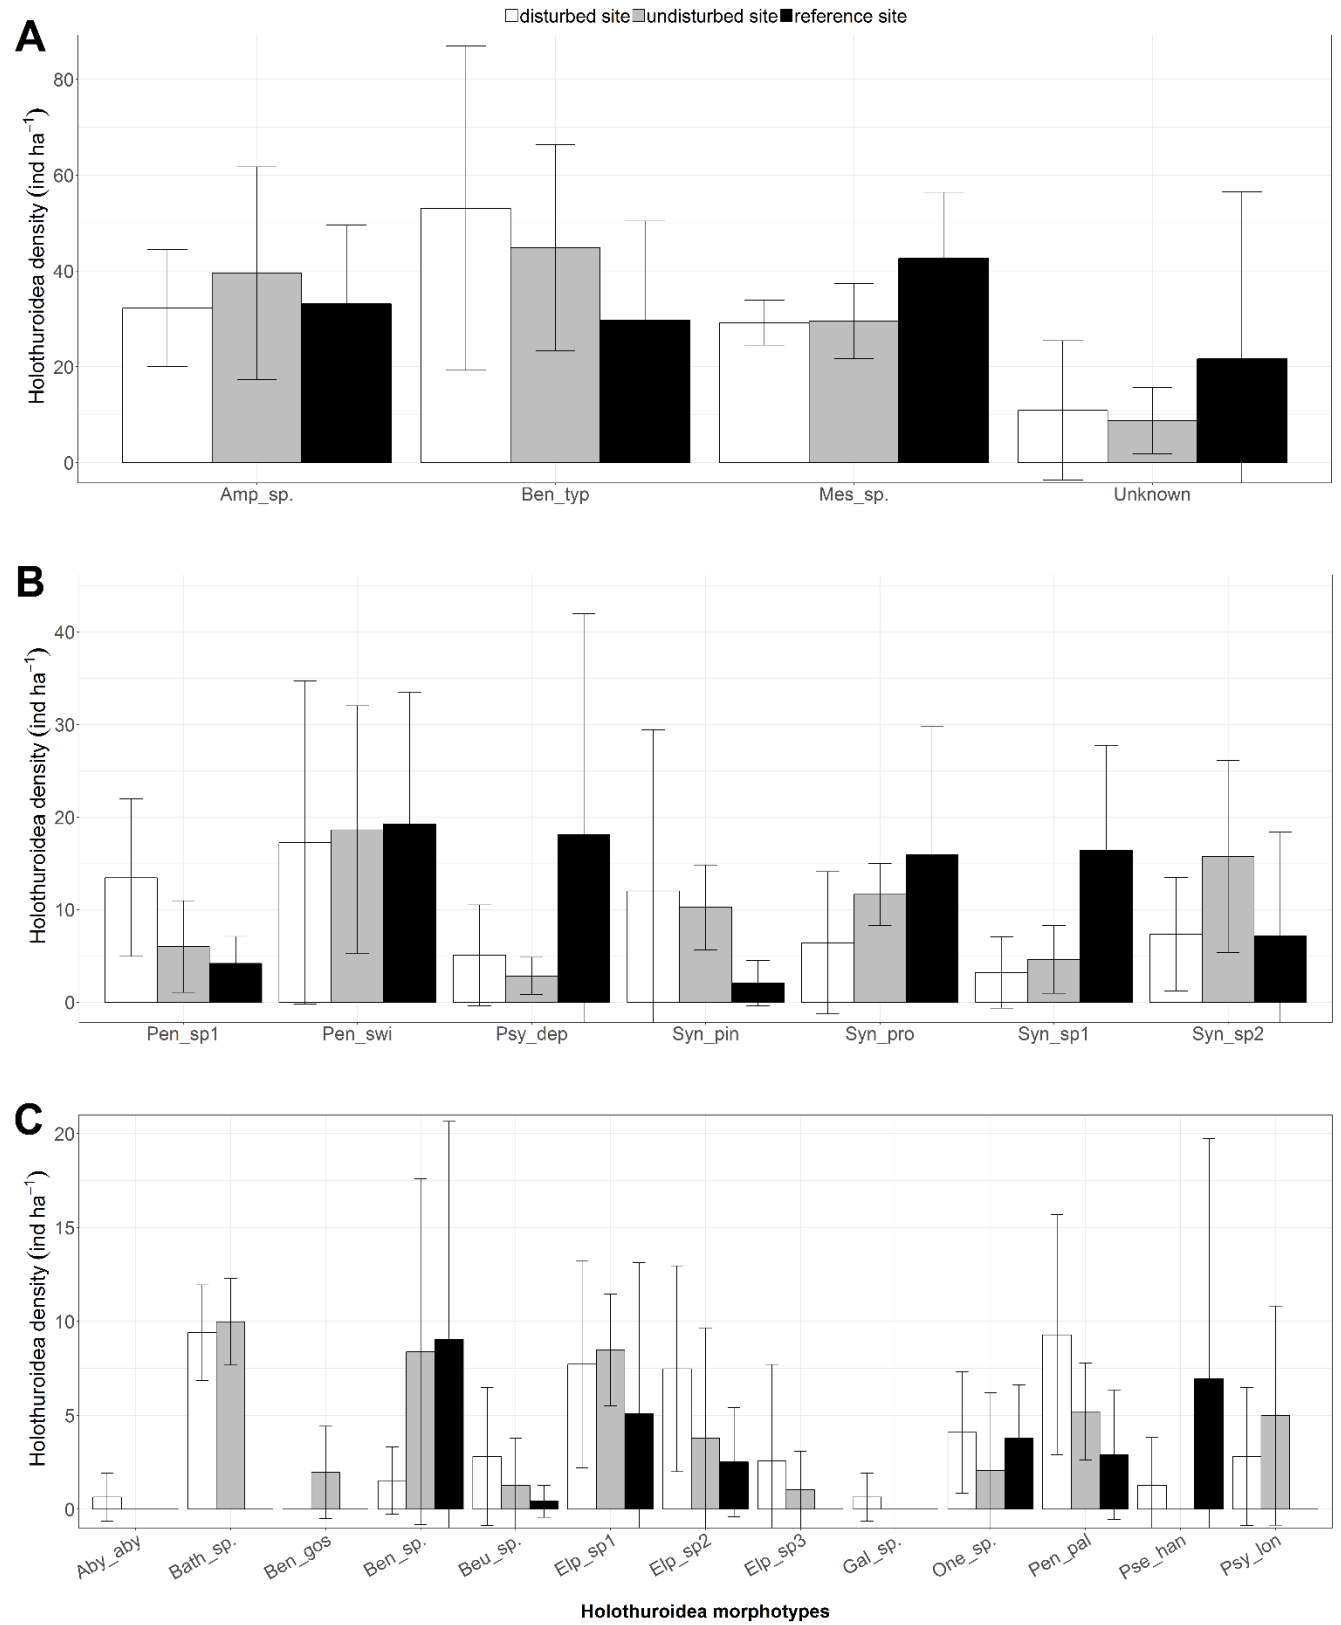 disturbed site undisturbed site reference site
A
Holothuroidea density (ind ha⁻¹)
80
60
40
20
0
Amp_sp. Ben_typ Mes_sp. Unknown
B
Holothuroidea density (ind ha⁻¹)
40
30
20
10
0
Pen_sp1 Pen_swi Psy_dep Syn_pin Syn_pro Syn_sp1 Syn_sp2
C
Holothuroidea density (ind ha⁻¹)
20
15
10
5
0
Aby_aby Bath_sp. Ben_gos Ben_sp. Beu_sp. Elp_sp1 Elp_sp2 Elp_sp3 Gal_sp. One_sp. Pen_pal Pse_han Psy_lon
Holothuroidea morphotypes